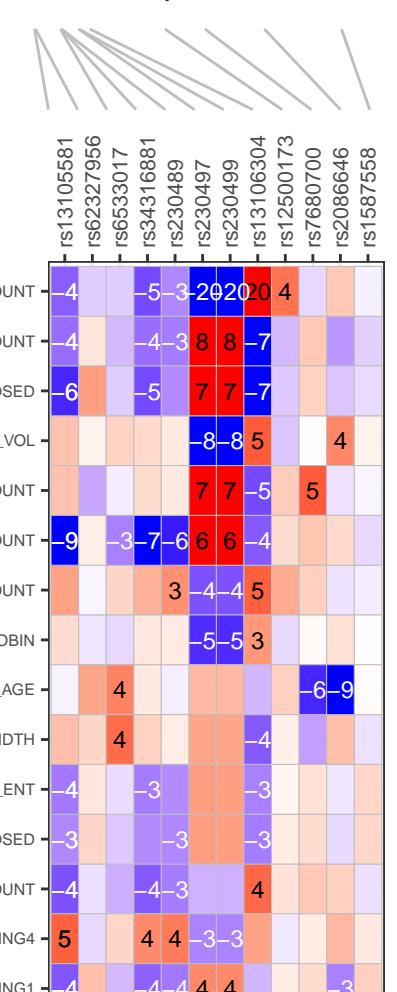 rs13105581 rs62327956 rs6533017 rs34316881 rs230489 rs230497 rs230499 rs13106304 rs12500173 rs7680700 rs2086646 rs1587558
OUNT −4 −5 −3 −20 −20 20 4
OUNT −4 −4 −3 8 8 −7
OSED −6 −5 7 7 −7
_VOL −8 −8 5 4
OUNT 7 7 −5 5
OUNT −9 −3 −7 −6 6 6 −4
OUNT 3 −4 −4 5
OBIN −5 −5 3
_AGE 4 −6 −9
IDTH 4 −4
_ENT −4 −3 −3
OSED −3 −3 −3
OUNT −4 −4 −3 4
ING4 5 4 4 −3 −3
ING1 −4 −4 −4 4 4 −3